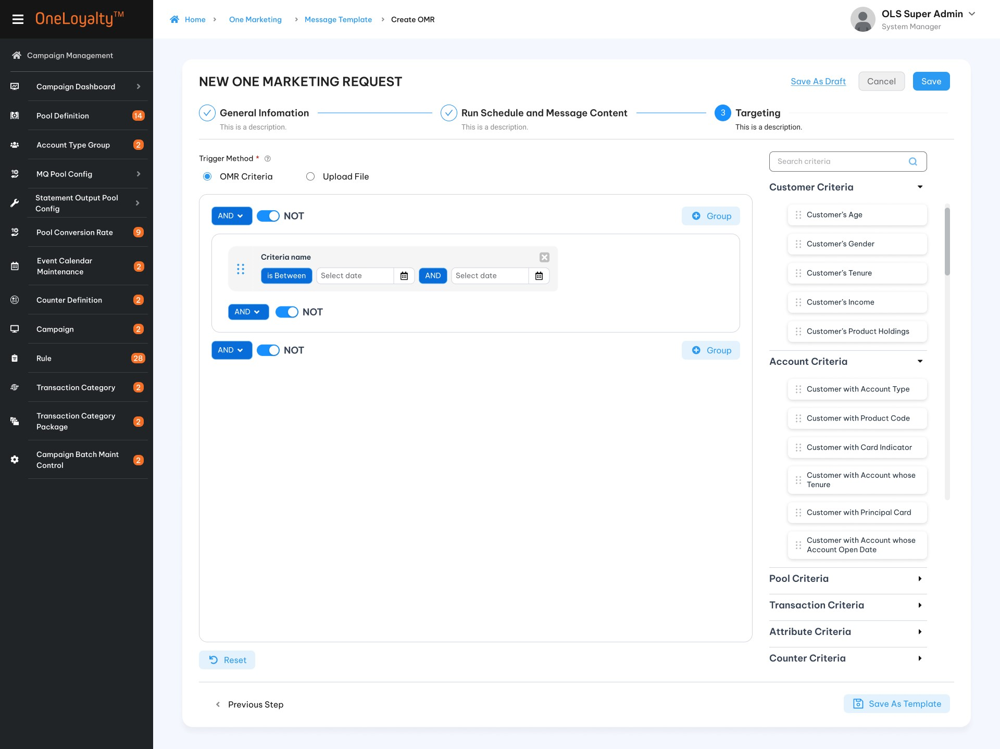 OneLoyalty™
Home > One Marketing > Message Template > Create OMR
OLS Super Admin
System Manager
Campaign Management
Campaign Dashboard
Pool Definition 14
Account Type Group 2
MQ Pool Config
Statement Output Pool
Config
Pool Conversion Rate 9
Event Calendar
Maintenance 2
Counter Definition 2
Campaign 2
Rule 28
Transaction Category 2
Transaction Category
Package 2
Campaign Batch Maint
Control 2
NEW ONE MARKETING REQUEST
Save As Draft Cancel Save
General Infomation
This is a description.
Run Schedule and Message Content
This is a description.
3 Targeting
This is a description.
Trigger Method *
OMR Criteria Upload File
AND NOT Group
Criteria name
is Between Select date AND Select date
AND NOT
AND NOT Group
Reset
Search criteria
Customer Criteria
Customer's Age
Customer's Gender
Customer's Tenure
Customer's Income
Customer's Product Holdings
Account Criteria
Customer with Account Type
Customer with Product Code
Customer with Card Indicator
Customer with Account whose
Tenure
Customer with Principal Card
Customer with Account whose
Account Open Date
Pool Criteria
Transaction Criteria
Attribute Criteria
Counter Criteria
Previous Step
Save As Template